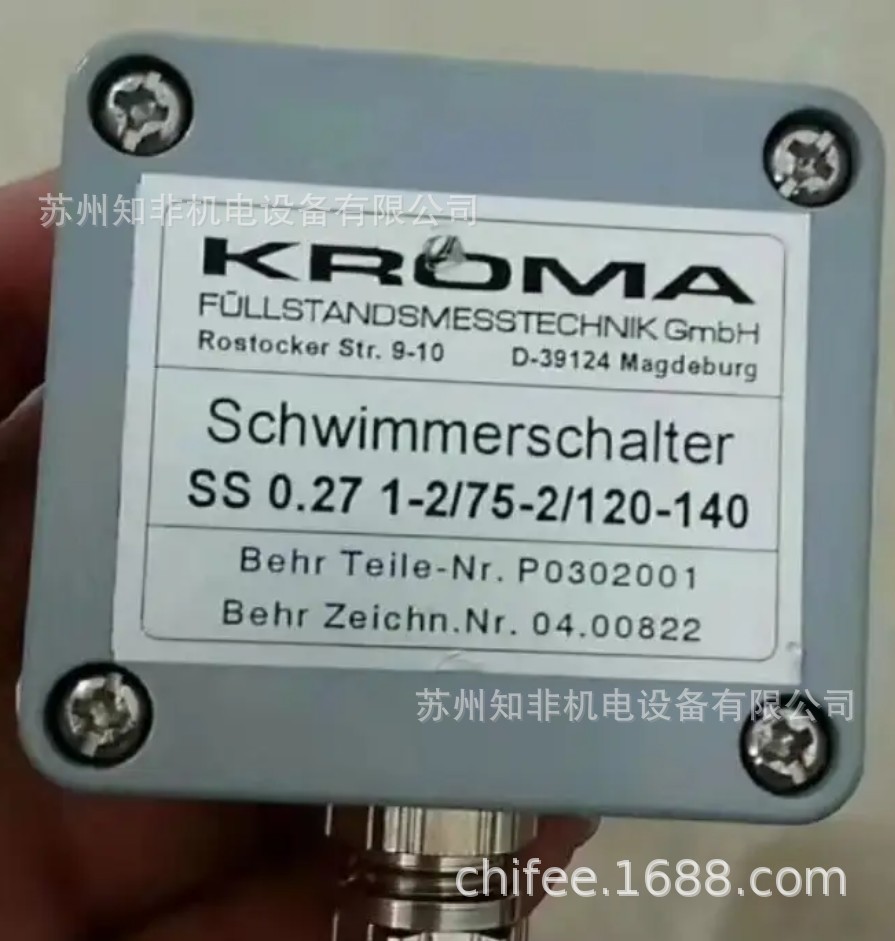 苏州知非机电设备有限公司
KROMA
FÜLLSTANDSMESSTECHNIK GmbH
Rostocker Str. 9-10 D-39124 Magdeburg
Schwimmerschalter
SS 0.27 1-2/75-2/120-140
Behr Teile-Nr. P0302001
Behr Zeichn.Nr. 04.00822
苏州知非机电设备有限公司
chifee.1688.com